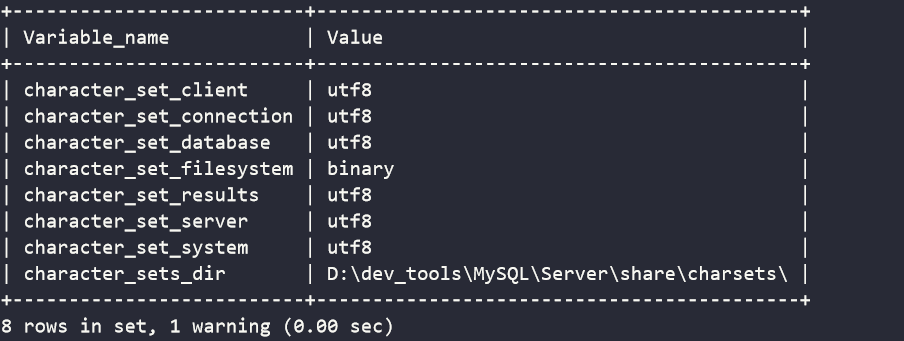 +--------------------------+-------------------------------------------+
| Variable_name            | Value                                     |
+--------------------------+-------------------------------------------+
| character_set_client     | utf8                                      |
| character_set_connection | utf8                                      |
| character_set_database   | utf8                                      |
| character_set_filesystem | binary                                    |
| character_set_results    | utf8                                      |
| character_set_server     | utf8                                      |
| character_set_system     | utf8                                      |
| character_sets_dir       | D:\dev_tools\MySQL\Server\share\charsets\ |
+--------------------------+-------------------------------------------+
8 rows in set, 1 warning (0.00 sec)